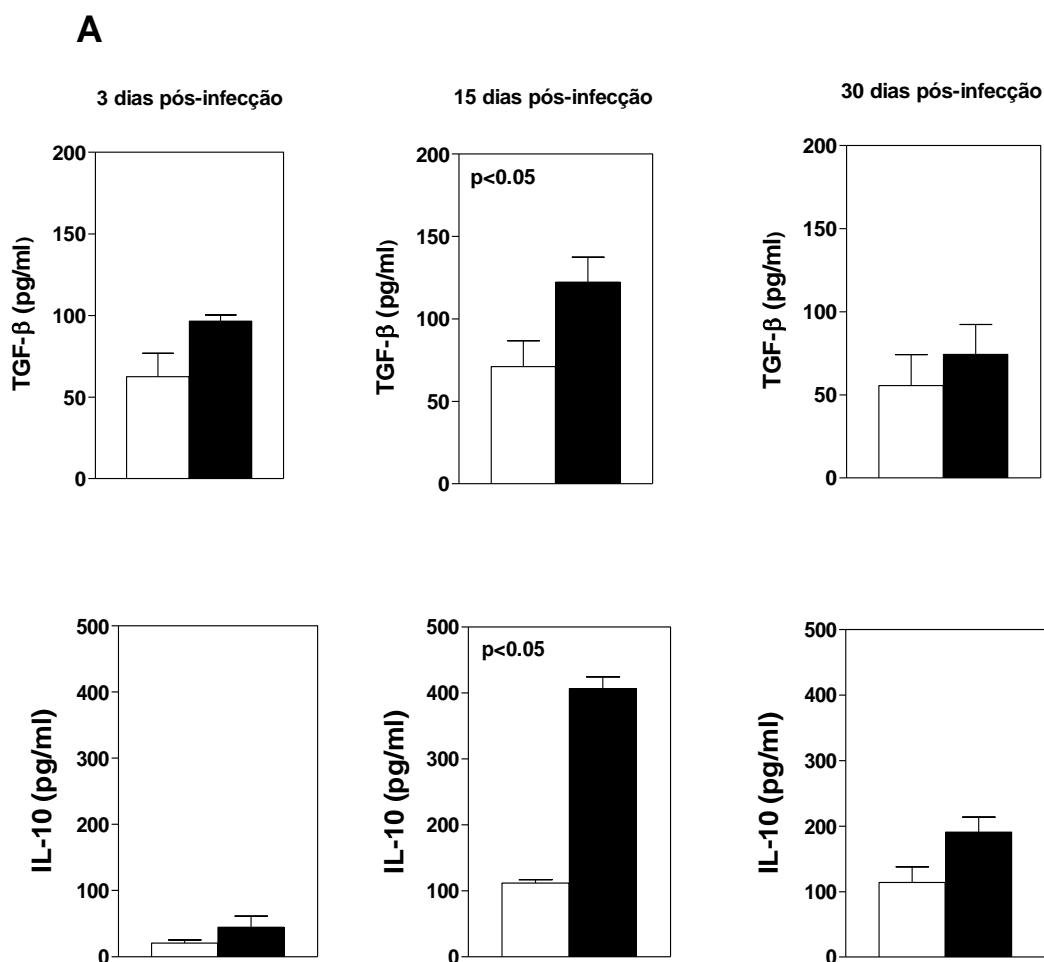 A
3 dias pós-infecção
15 dias pós-infecção
30 dias pós-infecção
200
150
100
50
0
TGF-β (pg/ml)
p<0.05
200
150
100
50
0
TGF-β (pg/ml)
200
150
100
50
0
TGF-β (pg/ml)
500
400
300
200
100
0
IL-10 (pg/ml)
p<0.05
500
400
300
200
100
0
IL-10 (pg/ml)
500
400
300
200
100
0
IL-10 (pg/ml)